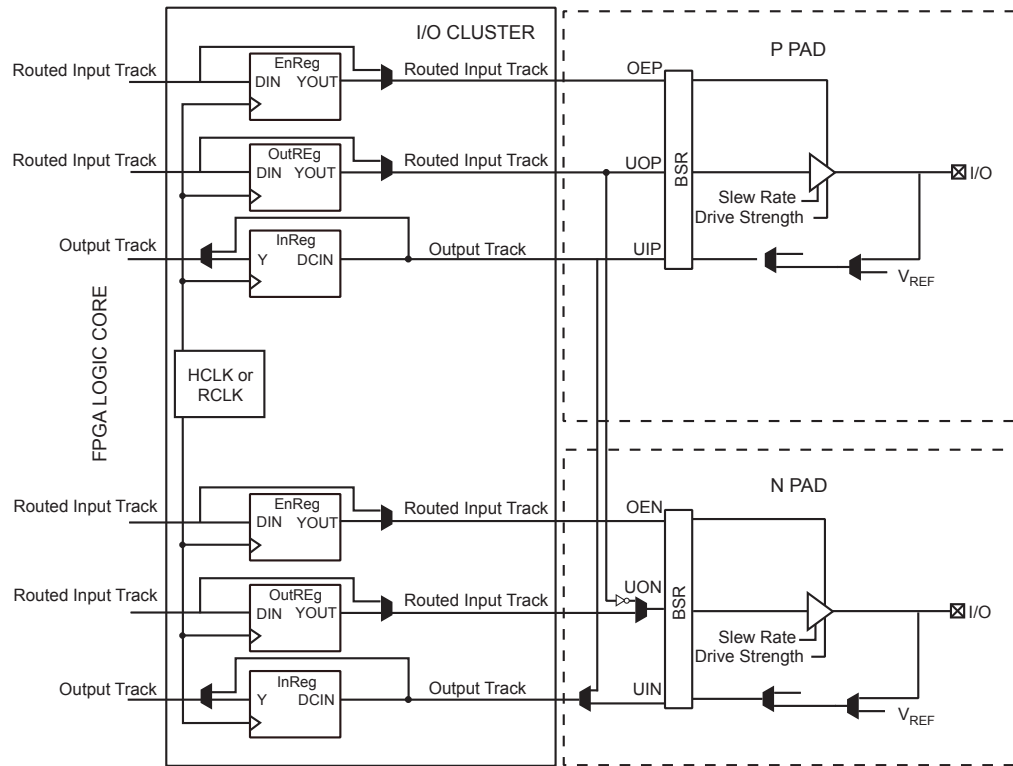 I/O CLUSTER
P PAD
EnReg
Routed Input Track
DIN YOUT
Routed Input Track
OEP
OutREg
Routed Input Track
DIN YOUT
Routed Input Track
UOP
BSR
I/O
Slew Rate
Drive Strength
InReg
Output Track
Y DCIN
Output Track
UIP
VREF
FPGA LOGIC CORE
HCLK or
RCLK
N PAD
EnReg
Routed Input Track
DIN YOUT
Routed Input Track
OEN
OutREg
Routed Input Track
DIN YOUT
Routed Input Track
UON
BSR
I/O
Slew Rate
Drive Strength
InReg
Output Track
Y DCIN
Output Track
UIN
VREF